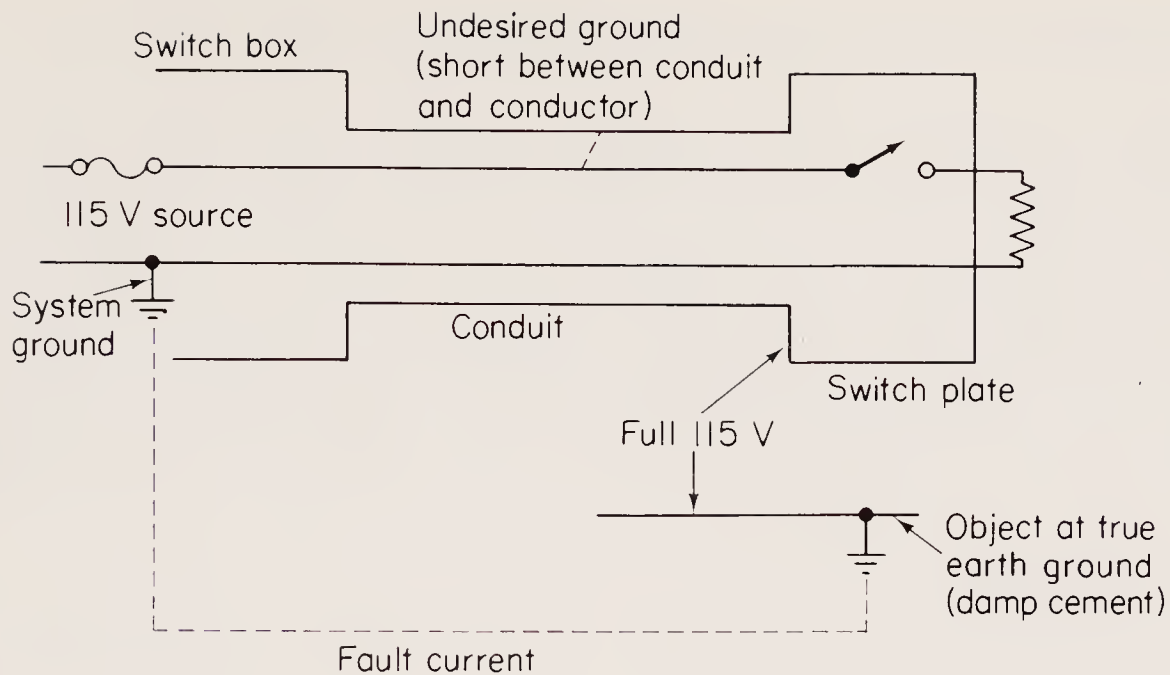 Switch box
Undesired ground
(short between conduit
and conductor)
115 V source
System
ground
Conduit
Switch plate
Full 115 V
Object at true
earth ground
(damp cement)
Fault current